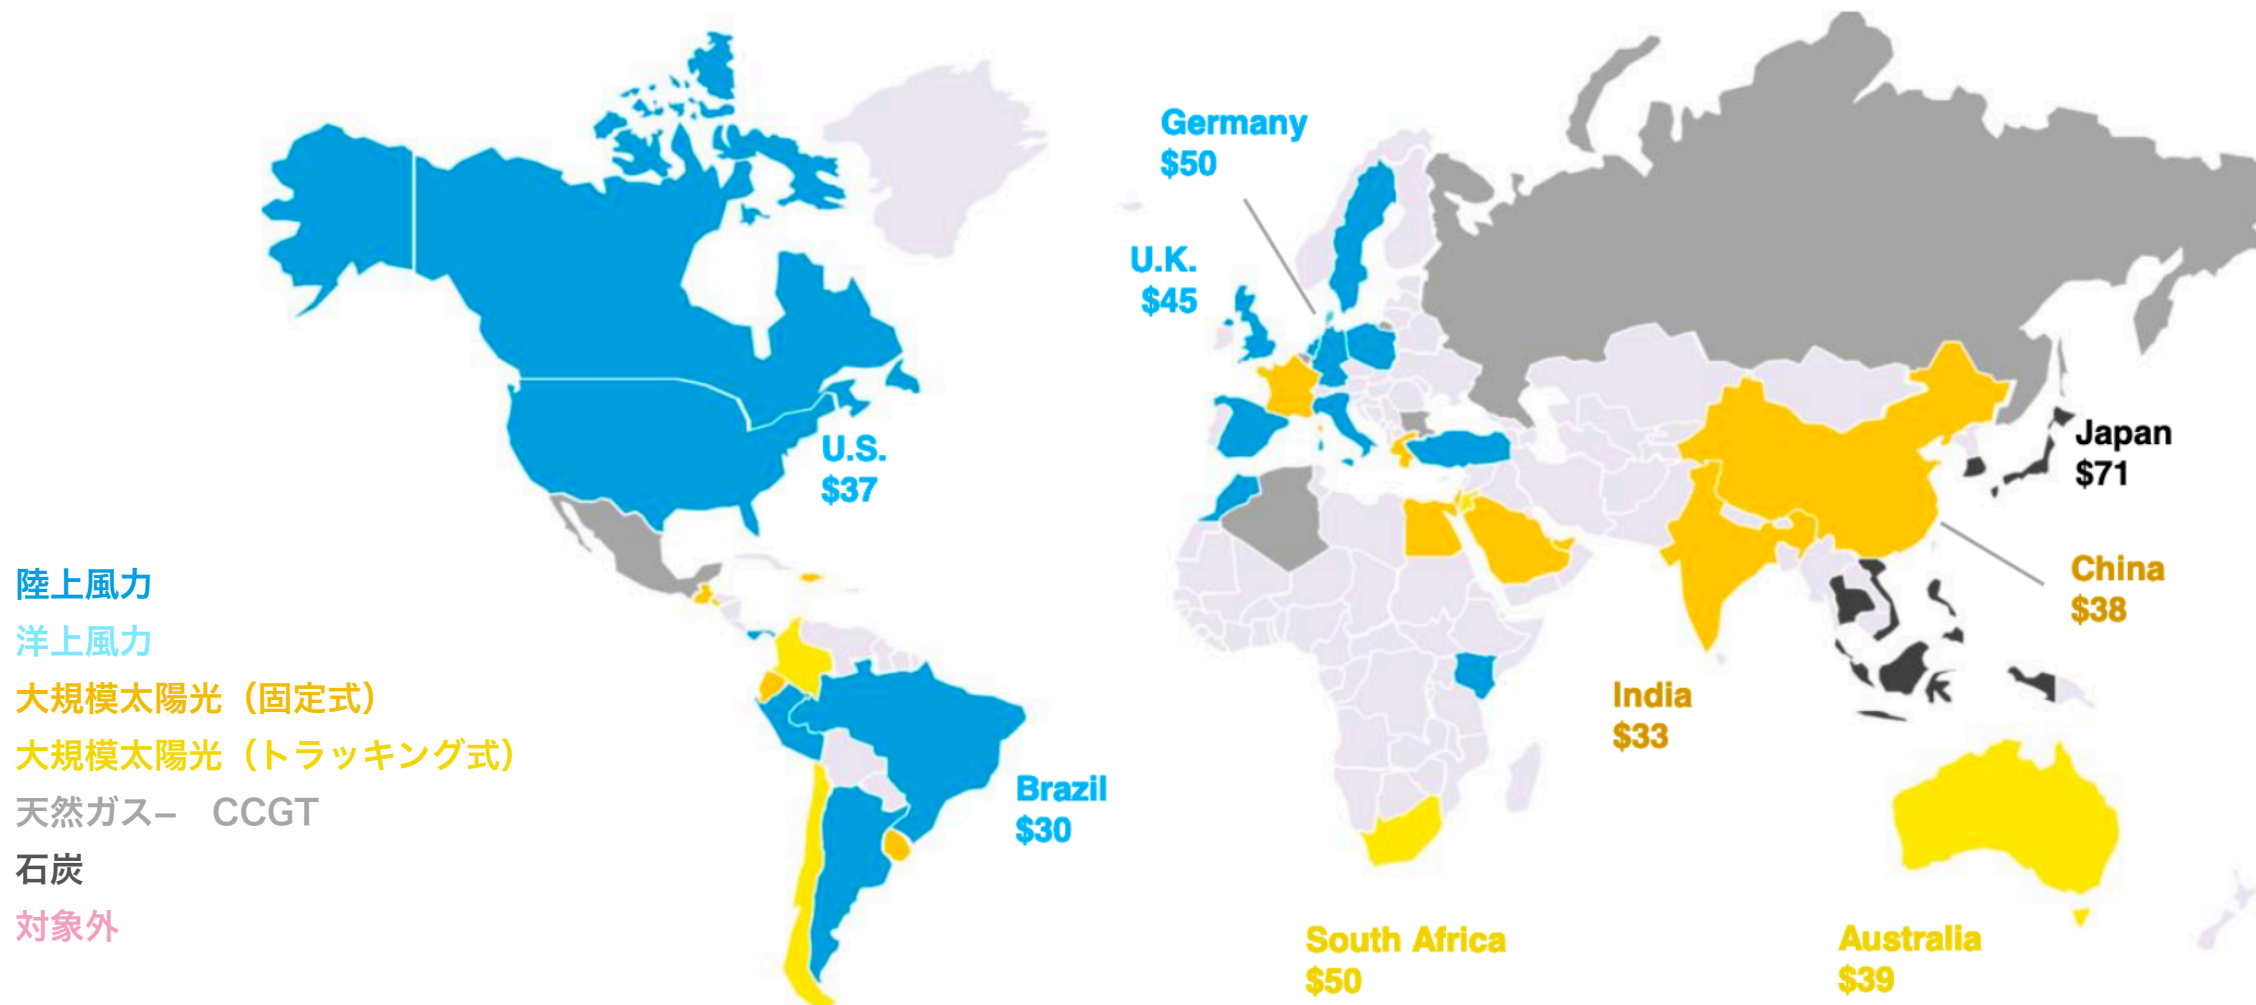 Germany
$50
U.K.
$45
U.S.
$37
Japan
$71
China
$38
India
$33
Brazil
$30
South Africa
$50
Australia
$39
陸上風力
洋上風力
大規模太陽光（固定式）
大規模太陽光（トラッキング式）
天然ガス–　CCGT
石炭
対象外